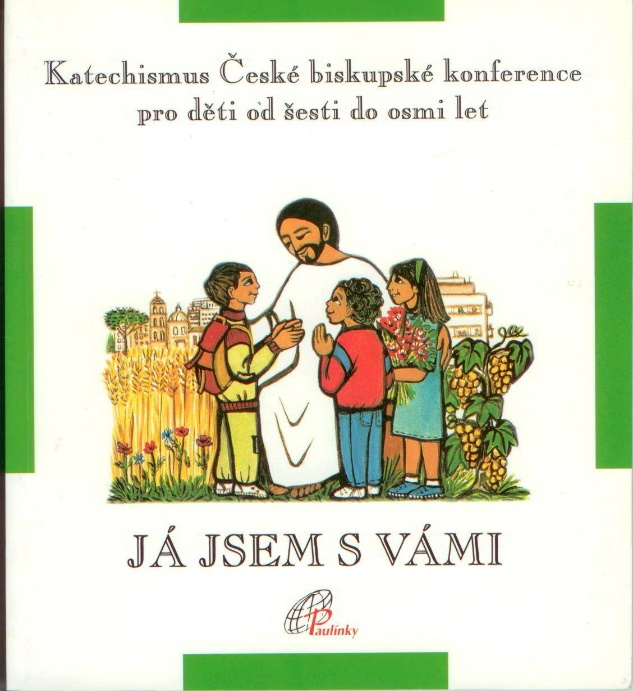 Katechismus České biskupské konference
pro děti od šesti do osmi let
JÁ JSEM S VÁMI
Paulínky